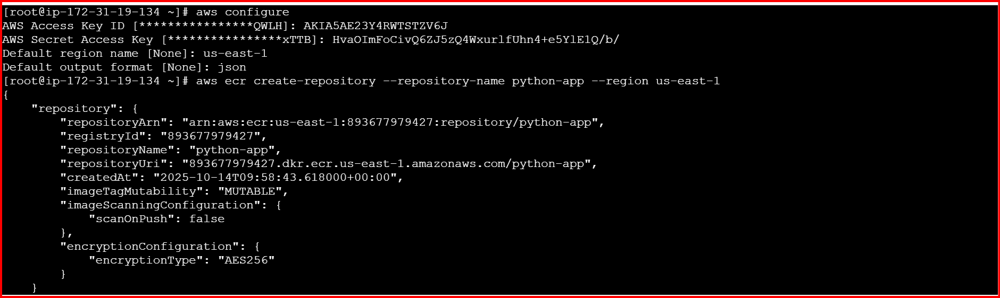 [root@ip-172-31-19-134 ~]# aws configure
AWS Access Key ID [****************QWLH]: AKIA5AE23Y4RWTSTZV6J
AWS Secret Access Key [****************xTTB]: 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
Default region name [None]: us-east-1
Default output format [None]: json
[root@ip-172-31-19-134 ~]# aws ecr create-repository --repository-name python-app --region us-east-1
{
    "repository": {
        "repositoryArn": "arn:aws:ecr:us-east-1:893677979427:repository/python-app",
        "registryId": "893677979427",
        "repositoryName": "python-app",
        "repositoryUri": "893677979427.dkr.ecr.us-east-1.amazonaws.com/python-app",
        "createdAt": "2025-10-14T09:58:43.618000+00:00",
        "imageTagMutability": "MUTABLE",
        "imageScanningConfiguration": {
            "scanOnPush": false
        },
        "encryptionConfiguration": {
            "encryptionType": "AES256"
        }
    }